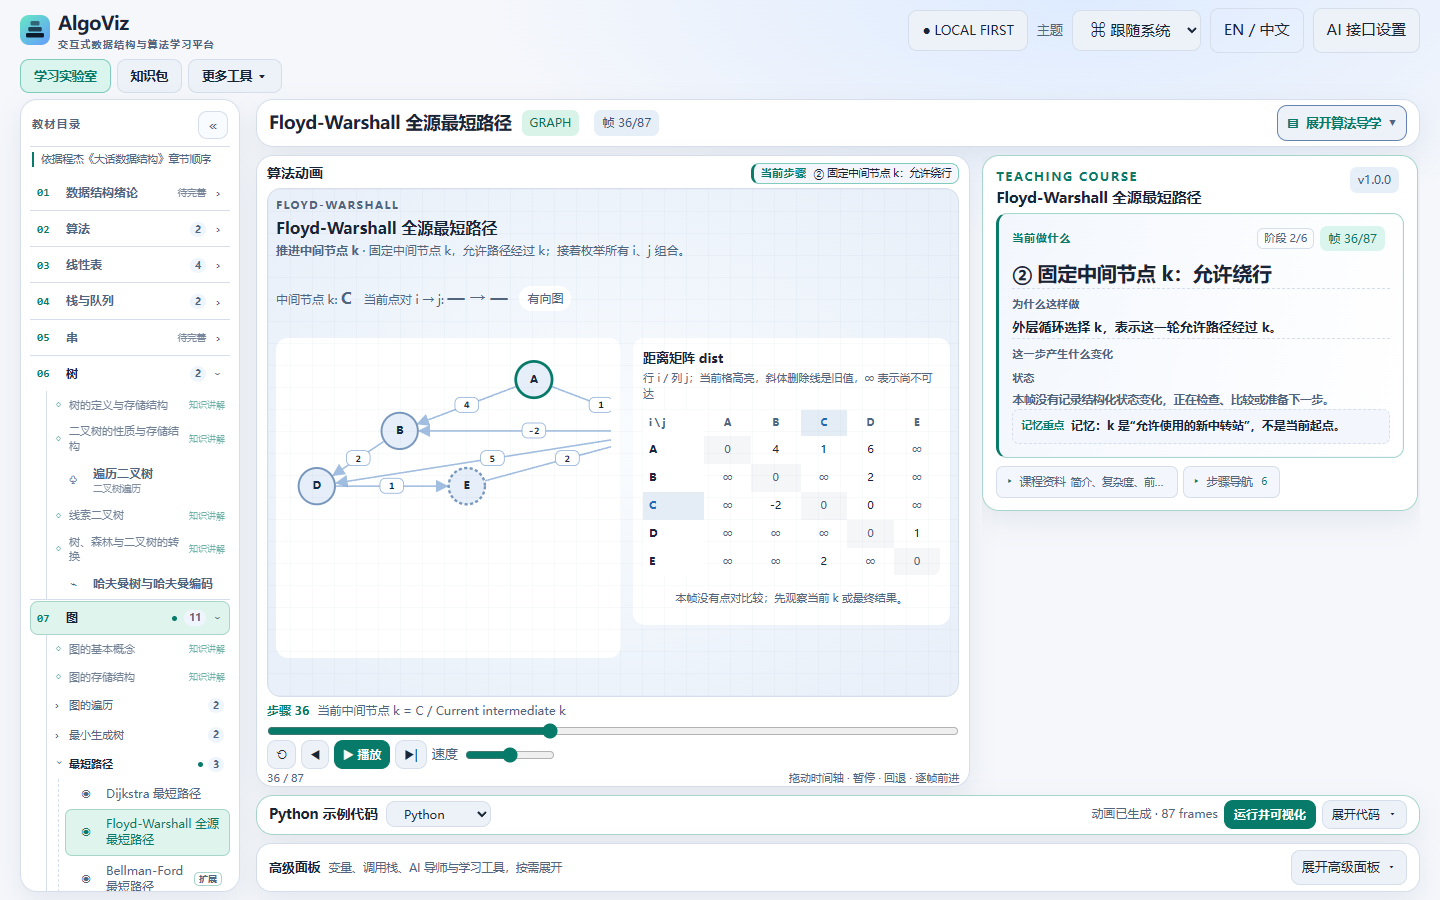 AlgoViz
交互式数据结构与算法学习平台
● LOCAL FIRST
主题
⌘ 跟随系统
EN / 中文
AI 接口设置
学习实验室
知识包
更多工具
教材目录
«
依据程杰《大话数据结构》章节顺序
01 数据结构绪论 待完善 ›
02 算法 2 ›
03 线性表 4 ›
04 栈与队列 2 ›
05 串 待完善 ›
06 树 2
树的定义与存储结构 知识讲解
二叉树的性质与存储结构 知识讲解
遍历二叉树
二叉树遍历
线索二叉树 知识讲解
树、森林与二叉树的转换 知识讲解
哈夫曼树与哈夫曼编码
07 图 ● 11
图的基本概念 知识讲解
图的存储结构 知识讲解
› 图的遍历 2
› 最小生成树 2
最短路径 ● 3
Dijkstra 最短路径
Floyd-Warshall 全源最短路径
Bellman-Ford 最短路径 扩展
Floyd-Warshall 全源最短路径
GRAPH
帧 36/87
展开算法导学 ▼
算法动画
当前步骤 ② 固定中间节点 k：允许绕行
FLOYD-WARSHALL
Floyd-Warshall 全源最短路径
推进中间节点 k · 固定中间节点 k，允许路径经过 k；接着枚举所有 i、j 组合。
中间节点 k: C 当前点对 i → j: — → — 有向图
A
4
1
B
-2
2
5
2
D
1
E
距离矩阵 dist
行 i / 列 j；当前格高亮，斜体删除线是旧值，∞ 表示尚不可达
i\j A B C D E
A 0 4 1 6 ∞
B ∞ 0 ∞ 2 ∞
C ∞ -2 0 0 ∞
D ∞ ∞ ∞ 0 1
E ∞ ∞ 2 ∞ 0
本帧没有点对比较；先观察当前 k 或最终结果。
步骤 36 当前中间节点 k = C / Current intermediate k
▶ 播放
速度
36 / 87
拖动时间轴 · 暂停 · 回退 · 逐帧前进
TEACHING COURSE
Floyd-Warshall 全源最短路径
v1.0.0
当前做什么
阶段 2/6
帧 36/87
② 固定中间节点 k：允许绕行
为什么这样做
外层循环选择 k，表示这一轮允许路径经过 k。
这一步产生什么变化
状态
本帧没有记录结构化状态变化，正在检查、比较或准备下一步。
记忆重点 记忆：k 是“允许使用的新中转站”，不是当前起点。
课程资料 简介、复杂度、前...
步骤导航 6
Python 示例代码
Python
动画已生成 · 87 frames
运行并可视化
展开代码
高级面板 变量、调用栈、AI 导师与学习工具，按需展开
展开高级面板